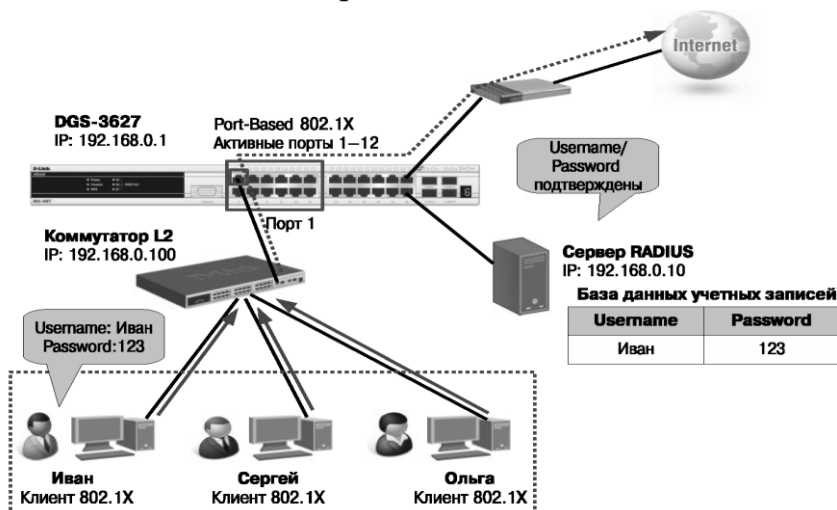 Internet
DGS-3627
IP: 192.168.0.1
Port-Based 802.1X
Активные порты 1—12
Username/
Password
подтверждены
Порт 1
Коммутатор L2
IP: 192.168.0.100
Сервер RADIUS
IP: 192.168.0.10
База данных учетных записей
Username Password
Иван 123
Username: Иван
Password:123
Иван
Клиент 802.1X
Сергей
Клиент 802.1X
Ольга
Клиент 802.1X